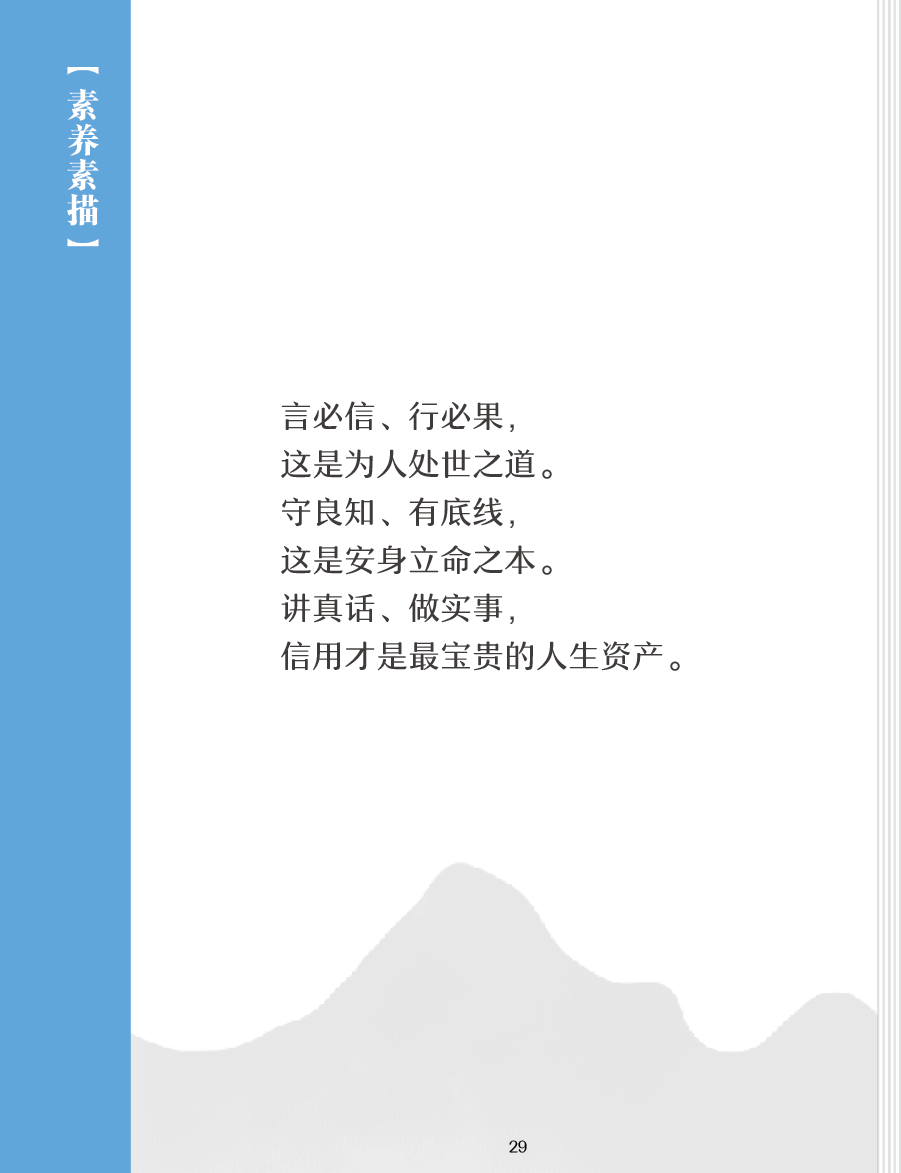 【素养素描】
言必信、行必果，
这是为人处世之道。
守良知、有底线，
这是安身立命之本。
讲真话、做实事，
信用才是最宝贵的人生资产。
29